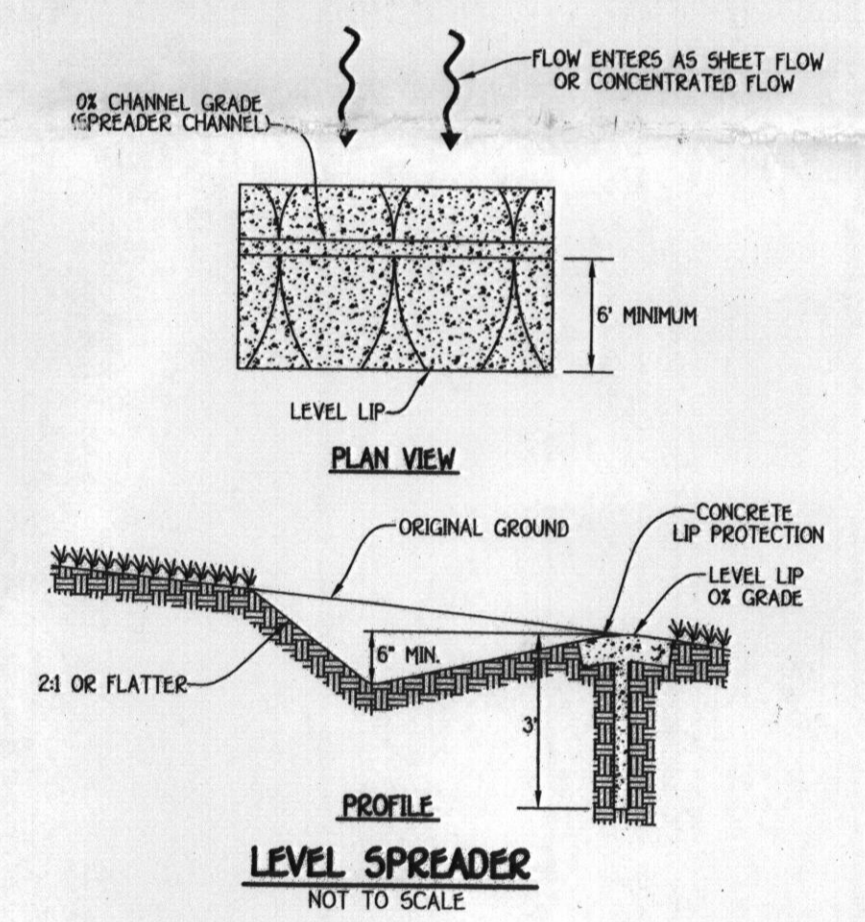 FLOW ENTERS AS SHEET FLOW
OR CONCENTRATED FLOW
0% CHANNEL GRADE
(SPREADER CHANNEL)
6' MINIMUM
LEVEL LIP
PLAN VIEW
ORIGINAL GROUND
CONCRETE
LIP PROTECTION
LEVEL LIP
0% GRADE
6" MIN.
2:1 OR FLATTER
3'
PROFILE
LEVEL SPREADER
NOT TO SCALE